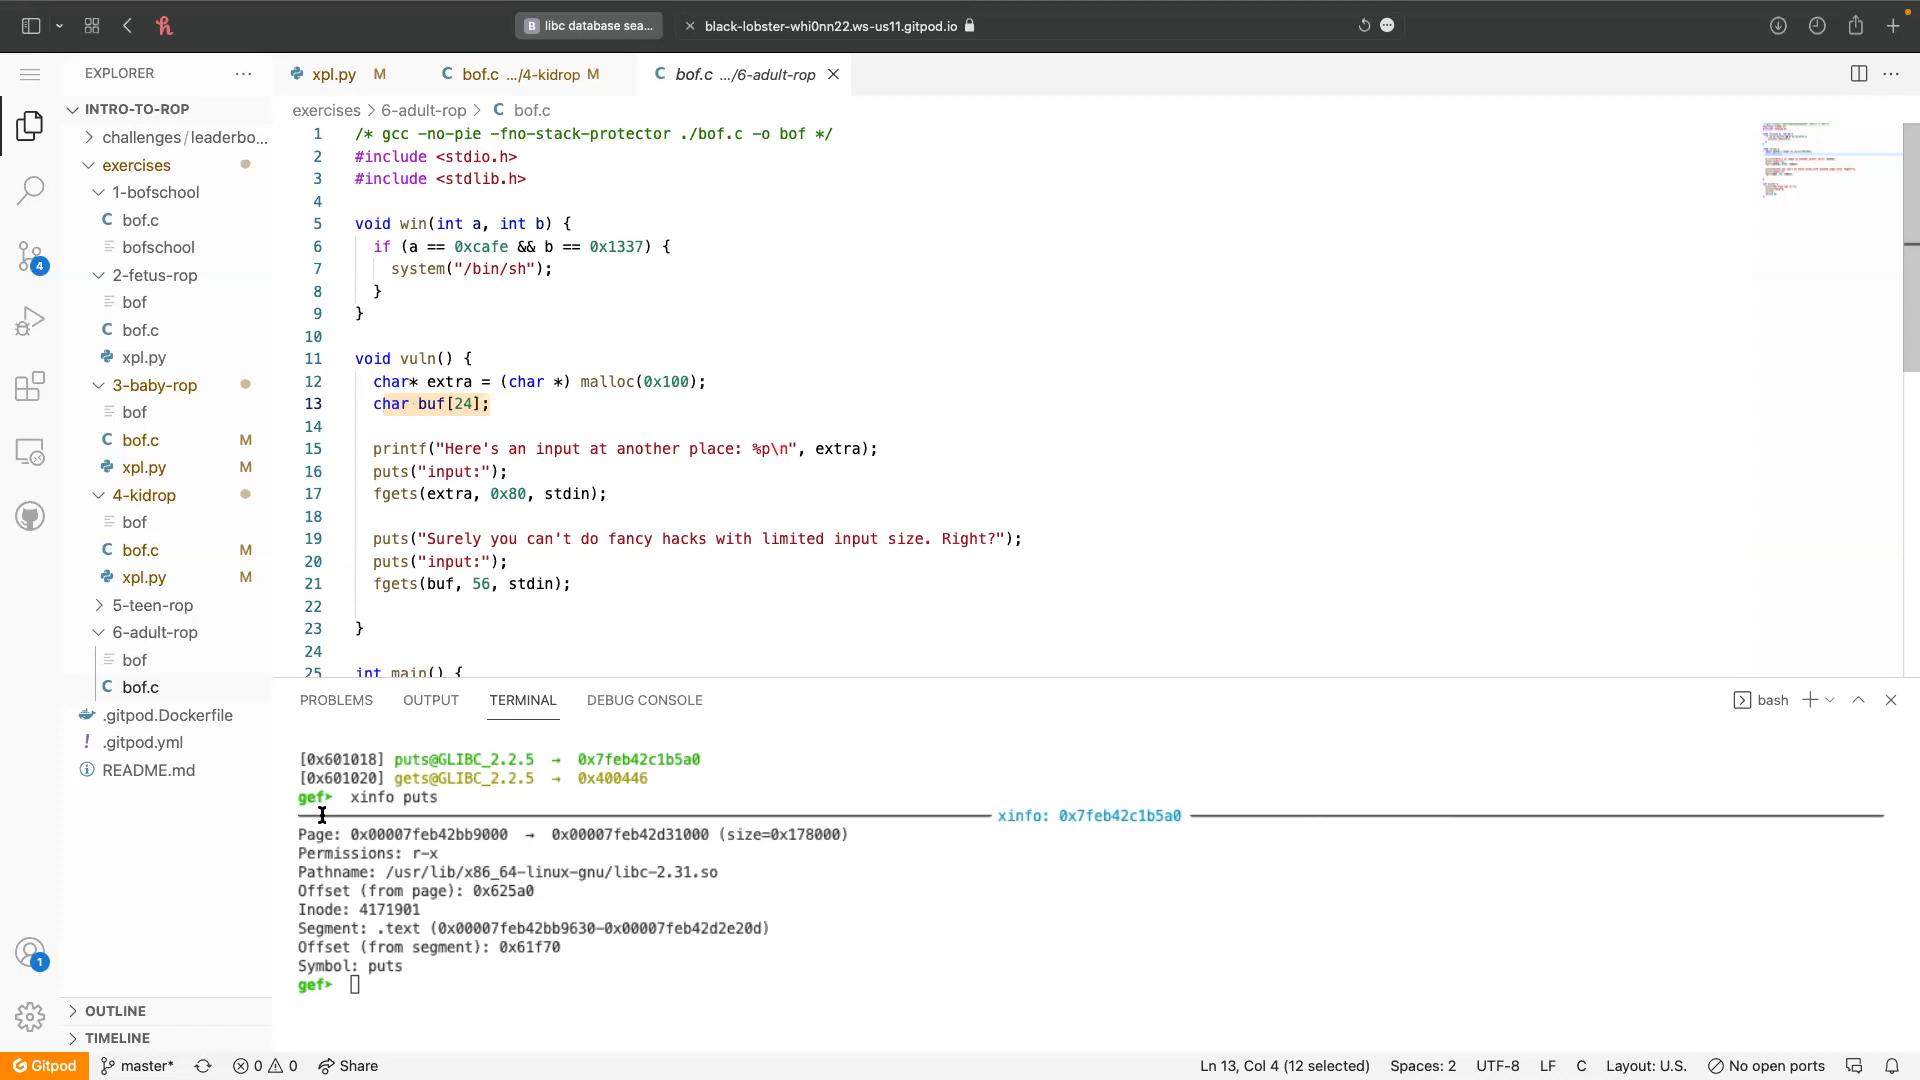 B libc database sea...
black-lobster-whi0nn22.ws-us11.gitpod.io
EXPLORER
INTRO-TO-ROP
challenges/leaderbo...
exercises
1-bofschool
C bof.c
bofschool
2-fetus-rop
bof
C bof.c
xpl.py
3-baby-rop
bof
C bof.c M
xpl.py M
4-kidrop
bof
C bof.c M
xpl.py M
5-teen-rop
6-adult-rop
bof
C bof.c
.gitpod.Dockerfile
! .gitpod.yml
README.md
OUTLINE
TIMELINE
4
1
xpl.py M
C bof.c .../4-kidrop M
C bof.c .../6-adult-rop
exercises > 6-adult-rop > C bof.c
1 /* gcc -no-pie -fno-stack-protector ./bof.c -o bof */
2 #include <stdio.h>
3 #include <stdlib.h>
4
5 void win(int a, int b) {
6 if (a == 0xcafe && b == 0x1337) {
7 system("/bin/sh");
8 }
9 }
10
11 void vuln() {
12 char* extra = (char *) malloc(0x100);
13 char buf[24];
14
15 printf("Here's an input at another place: %p\n", extra);
16 puts("input:");
17 fgets(extra, 0x80, stdin);
18
19 puts("Surely you can't do fancy hacks with limited input size. Right?");
20 puts("input:");
21 fgets(buf, 56, stdin);
22
23 }
24
25 int main() {
PROBLEMS OUTPUT TERMINAL DEBUG CONSOLE
bash
[0x601018] puts@GLIBC_2.2.5 → 0x7feb42c1b5a0
[0x601020] gets@GLIBC_2.2.5 → 0x400446
gef➤ xinfo puts
xinfo: 0x7feb42c1b5a0
Page: 0x00007feb42bb9000 → 0x00007feb42d31000 (size=0x178000)
Permissions: r-x
Pathname: /usr/lib/x86_64-linux-gnu/libc-2.31.so
Offset (from page): 0x625a0
Inode: 4171901
Segment: .text (0x00007feb42bb9630-0x00007feb42d2e20d)
Offset (from segment): 0x61f70
Symbol: puts
gef➤
Gitpod master* 0 0 Share
Ln 13, Col 4 (12 selected) Spaces: 2 UTF-8 LF C Layout: U.S. No open ports